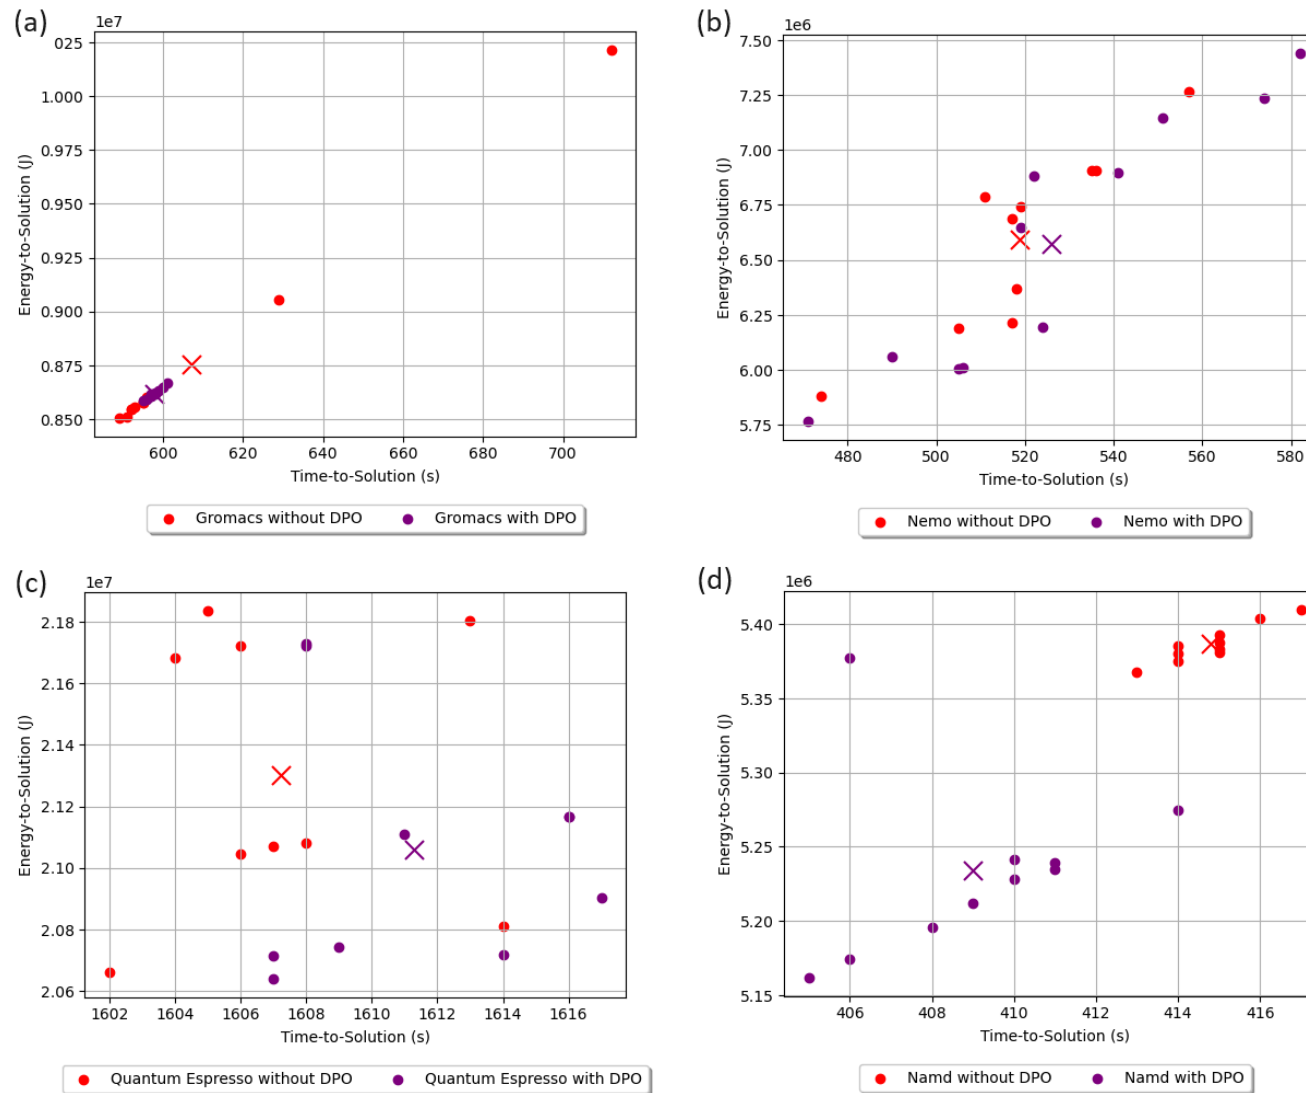 (a)
025
1.000
0.975
0.950
0.925
0.900
0.875
0.850
1e7
Energy-to-Solution (J)
600 620 640 660 680 700
Time-to-Solution (s)
Gromacs without DPO Gromacs with DPO
(b)
1e6
7.50
7.25
7.00
6.75
6.50
6.25
6.00
5.75
Energy-to-Solution (J)
480 500 520 540 560 580
Time-to-Solution (s)
Nemo without DPO Nemo with DPO
(c)
1e7
2.18
2.16
2.14
2.12
2.10
2.08
2.06
Energy-to-Solution (J)
1602 1604 1606 1608 1610 1612 1614 1616
Time-to-Solution (s)
Quantum Espresso without DPO Quantum Espresso with DPO
(d)
1e6
5.40
5.35
5.30
5.25
5.20
5.15
Energy-to-Solution (J)
406 408 410 412 414 416
Time-to-Solution (s)
Namd without DPO Namd with DPO